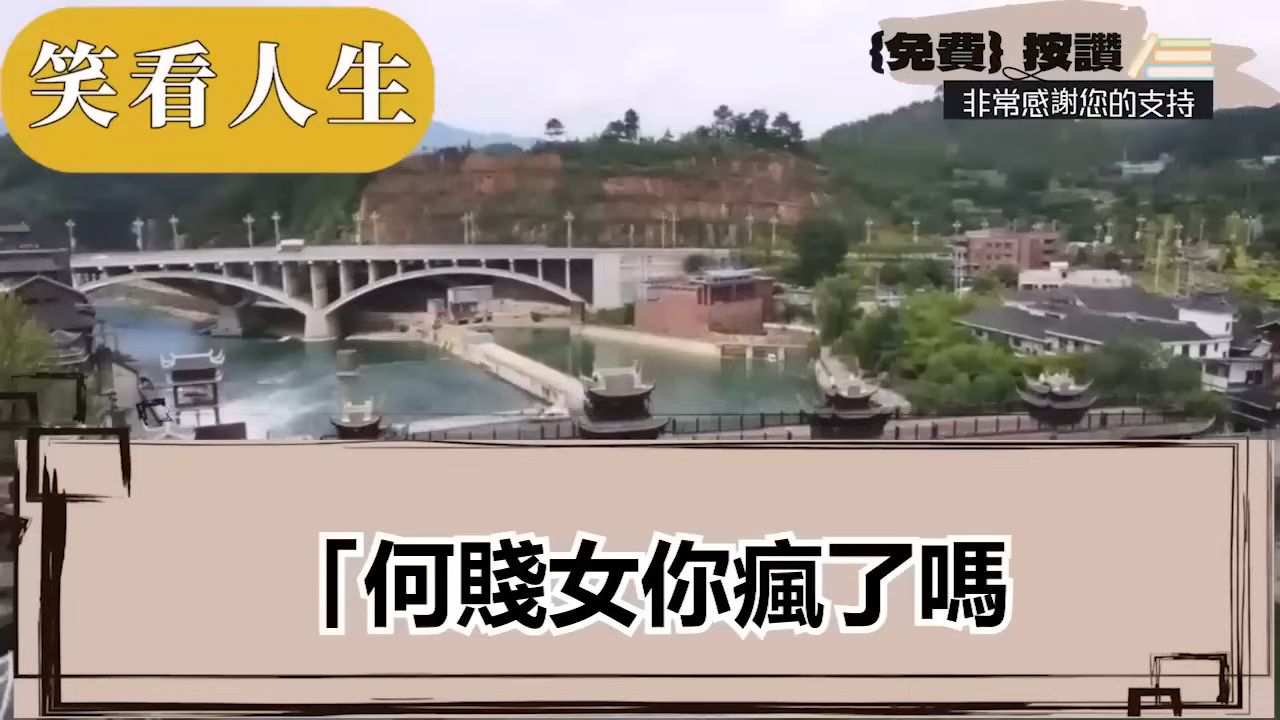 笑看人生
{免費} 按讚
非常感謝您的支持
「何賤女你瘋了嗎